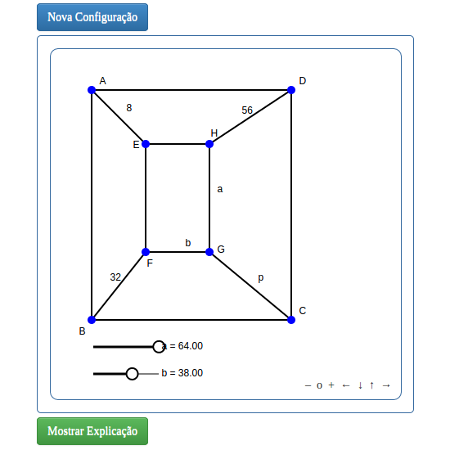 Nova Configuração
A
D
8
56
E
H
a
b
F
G
32
p
B
C
a = 64.00
b = 38.00
– o + ← ↓ ↑ →
Mostrar Explicação